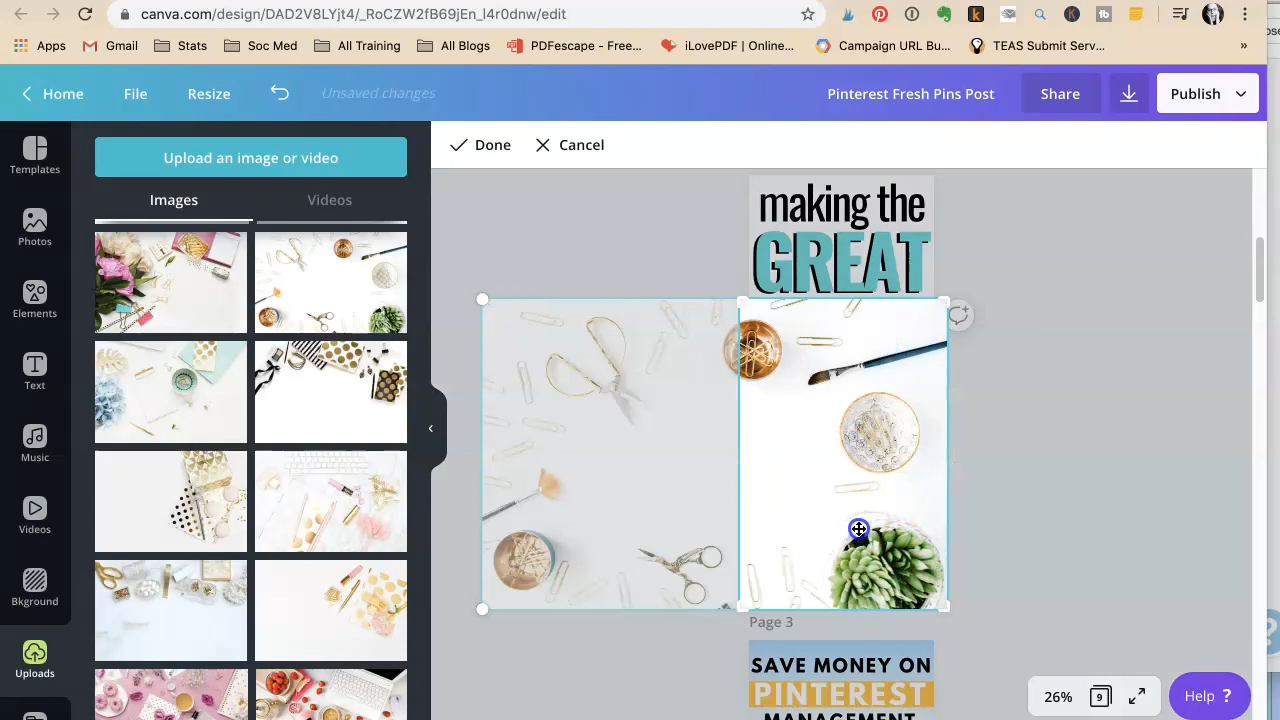 canva.com/design/DAD2V8LYjt4/_RoCZW2fB69jEn_l4r0dnw/edit
Apps Gmail Stats Soc Med All Training All Blogs PDFescape - Free... iLovePDF | Online... Campaign URL Bu... TEAS Submit Serv... »
Home File Resize Unsaved changes Pinterest Fresh Pins Post Share Publish
Upload an image or video
Done Cancel
Images Videos
Templates
Photos
Elements
Text
Music
Videos
Bkground
Uploads
making the
GREAT
Page 3
SAVE MONEY ON
PINTEREST
MANAGEMENT
26% 9 Help ?